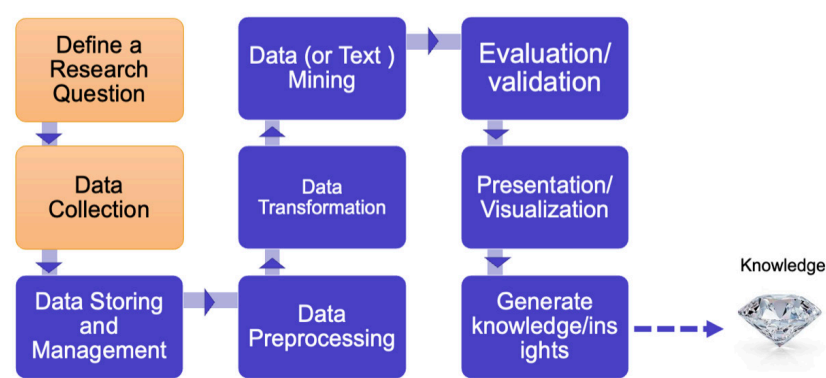 Define a
Research
Question
Data
Collection
Data Storing
and
Management
Data
Preprocessing
Data
Transformation
Data (or Text )
Mining
Evaluation/
validation
Presentation/
Visualization
Generate
knowledge/ins
ights
Knowledge